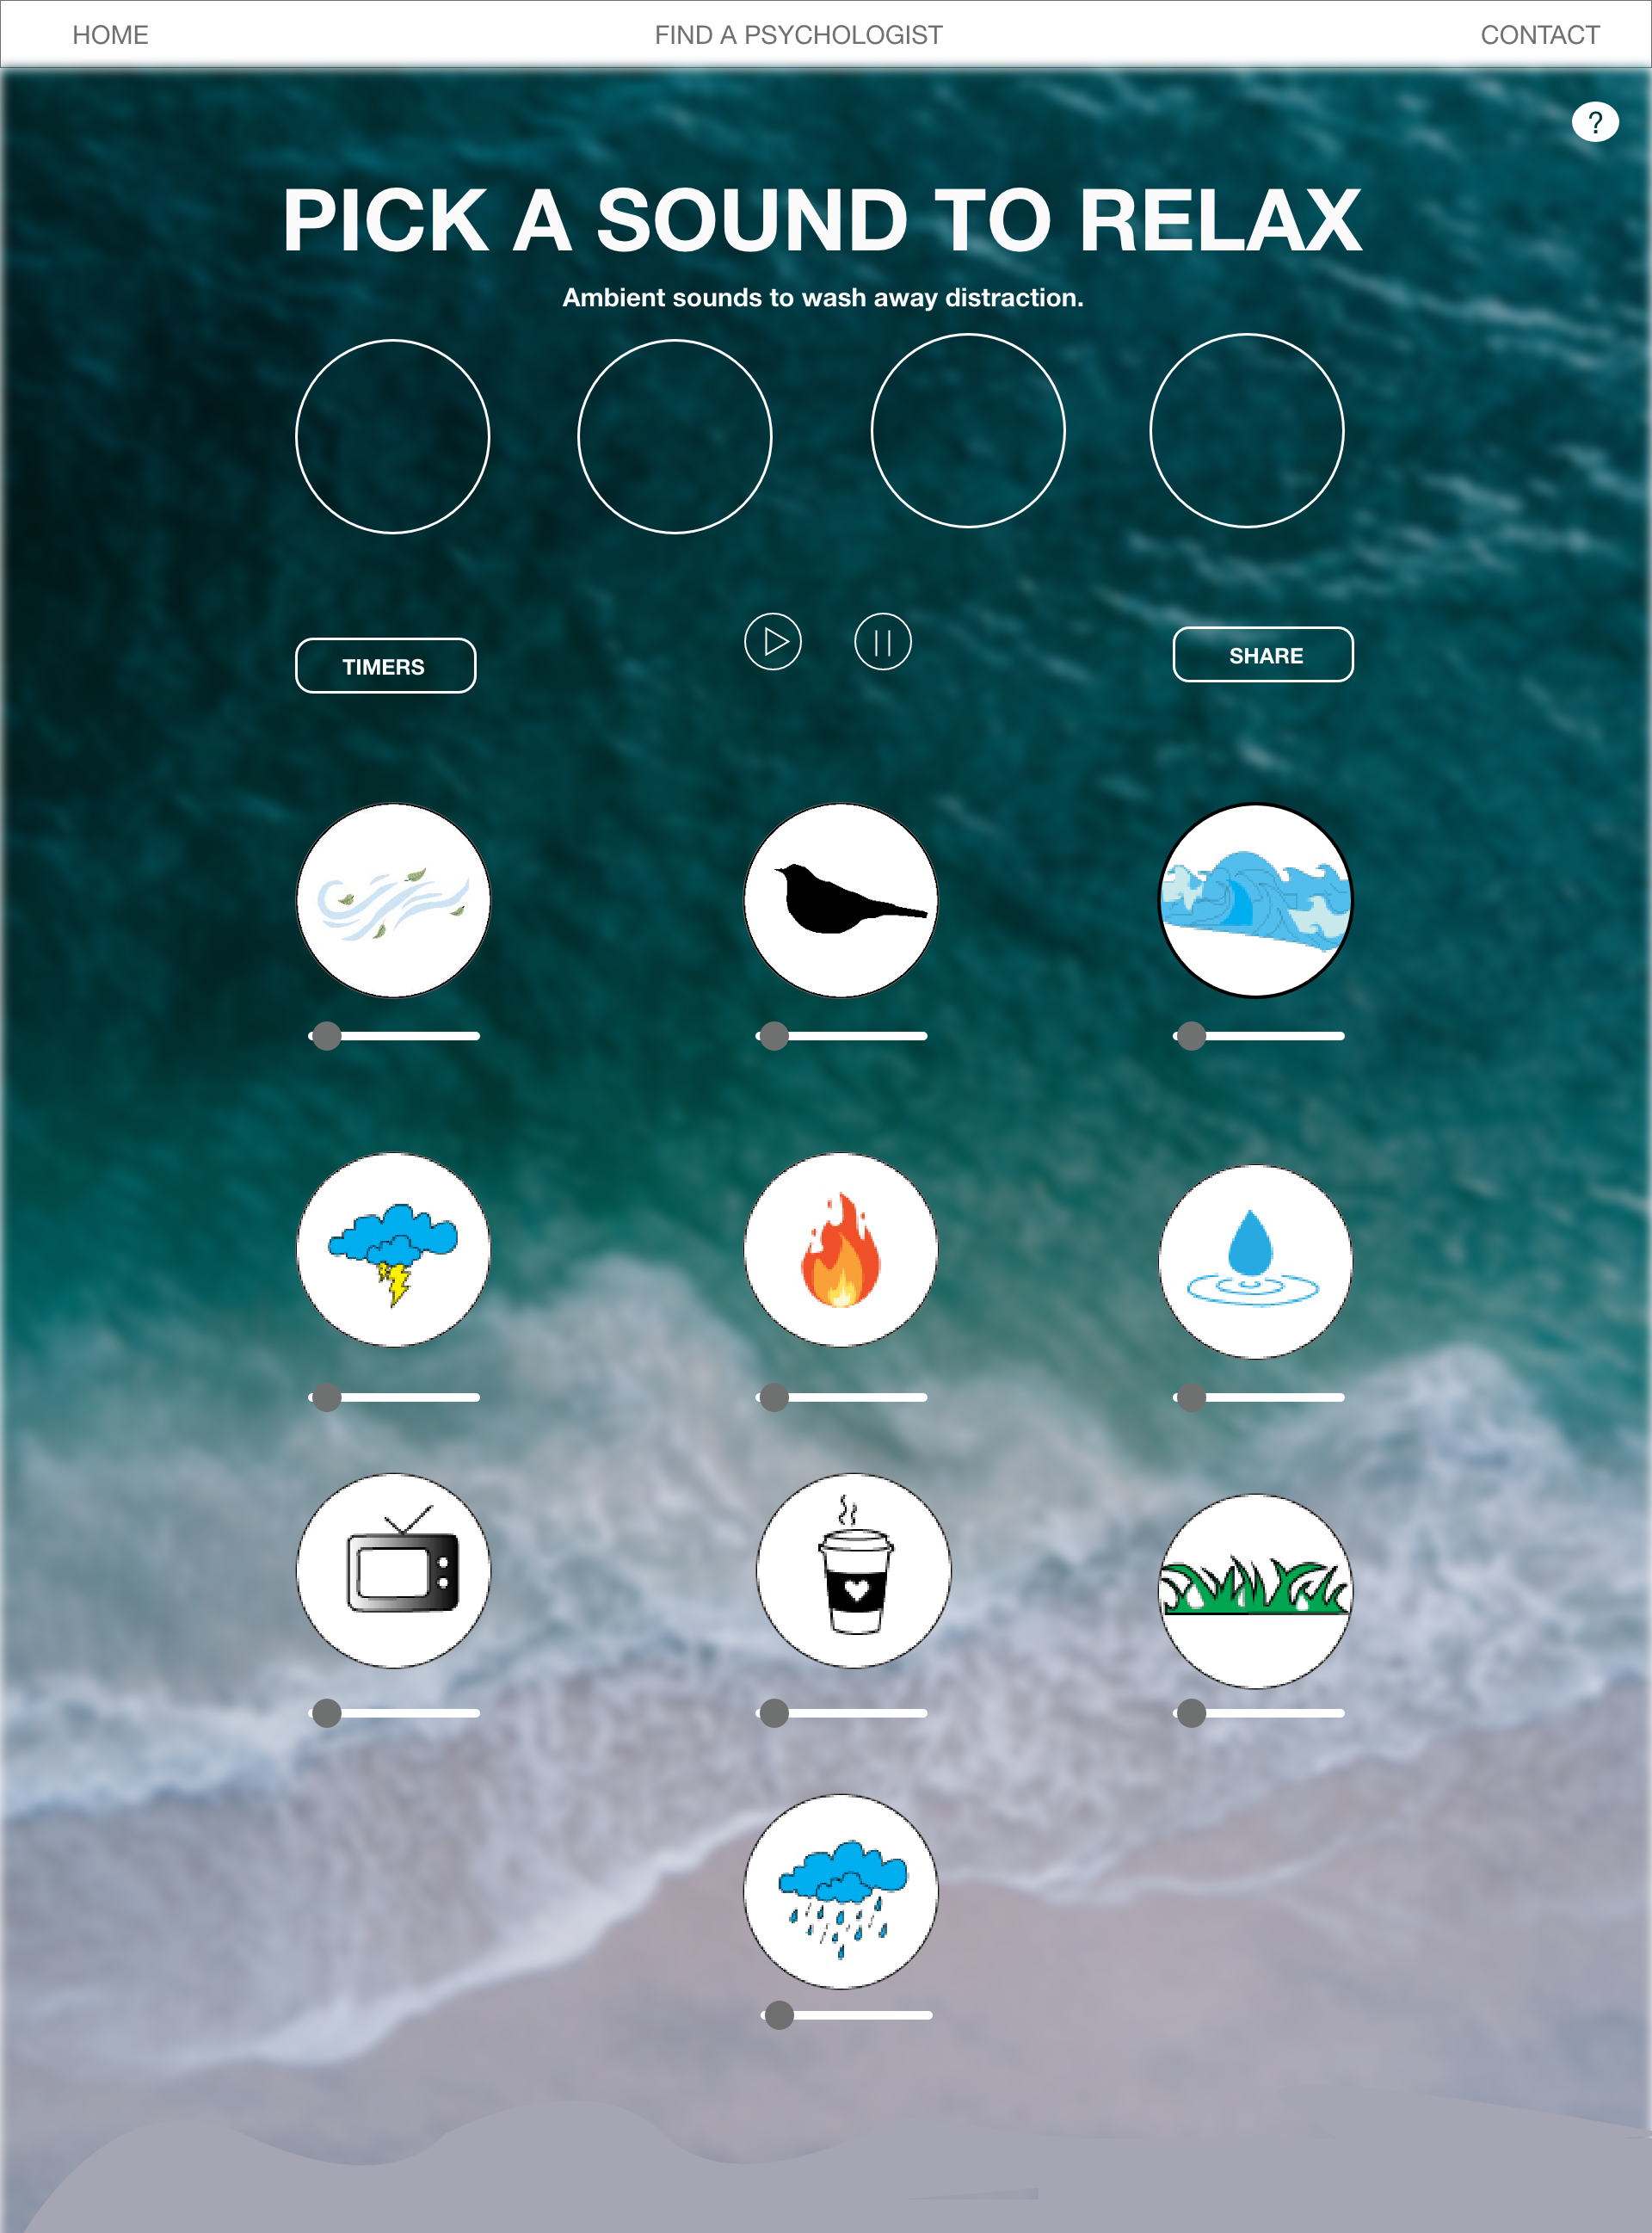 HOME FIND A PSYCHOLOGIST CONTACT
?
PICK A SOUND TO RELAX
Ambient sounds to wash away distraction.
TIMERS
SHARE